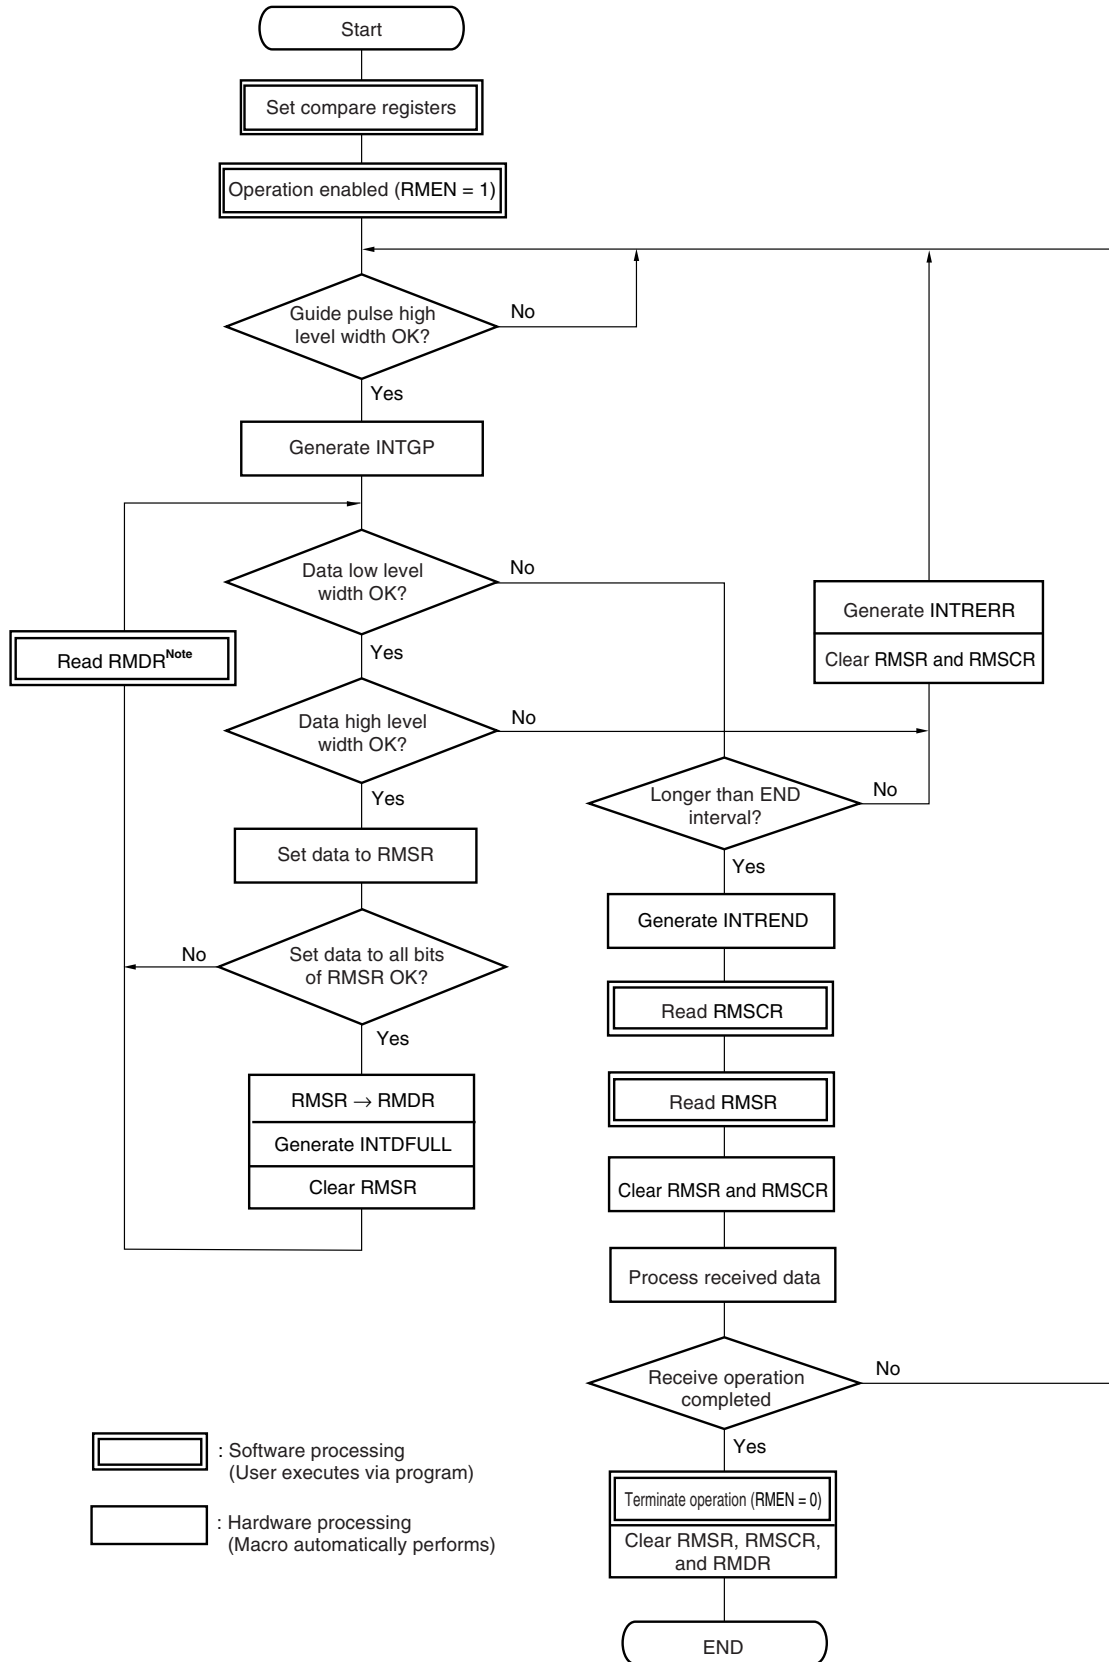 Start
Set compare registers
Operation enabled (RMEN = 1)
Guide pulse high
level width OK?
No
Yes
Generate INTGP
Data low level
width OK?
No
Yes
Generate INTRERR
Clear RMSR and RMSCR
Read RMDRNote
Data high level
width OK?
No
Yes
Longer than END
interval?
No
Yes
Set data to RMSR
Generate INTREND
Set data to all bits
of RMSR OK?
No
Yes
Read RMSCR
RMSR → RMDR
Generate INTDFULL
Clear RMSR
Read RMSR
Clear RMSR and RMSCR
Process received data
Receive operation
completed
No
Yes
Terminate operation (RMEN = 0)
Clear RMSR, RMSCR,
and RMDR
END
: Software processing
(User executes via program)
: Hardware processing
(Macro automatically performs)